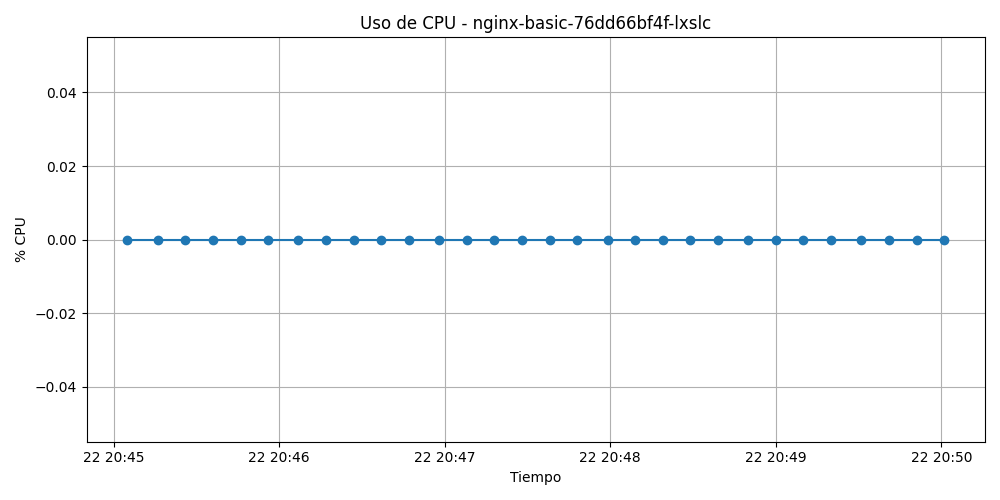 Uso de CPU - nginx-basic-76dd66bf4f-lxslc
0.04
0.02
0.00
−0.02
−0.04
% CPU
22 20:45 22 20:46 22 20:47 22 20:48 22 20:49 22 20:50
Tiempo